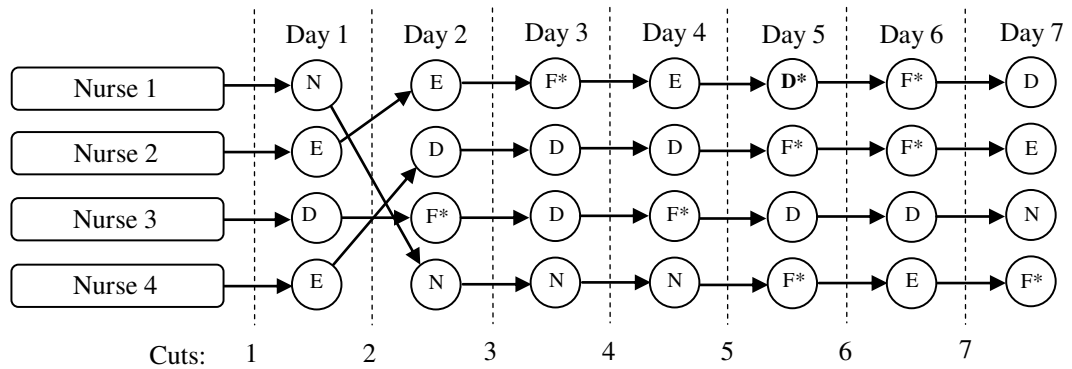 Day 1 Day 2 Day 3 Day 4 Day 5 Day 6 Day 7
Nurse 1 N E F* E D* F* D
Nurse 2 E D D D F* F* E
Nurse 3 D F* D F* D D N
Nurse 4 E N N N F* E F*
Cuts: 1 2 3 4 5 6 7